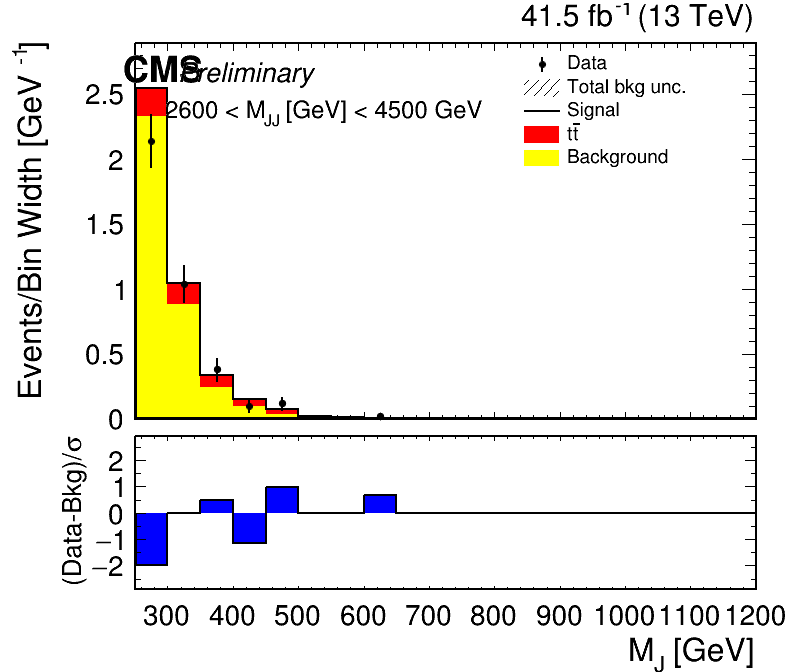 41.5 fb⁻¹ (13 TeV)
CMS Preliminary
2600 < M_JJ [GeV] < 4500 GeV
Data
Total bkg unc.
Signal
tt̄
Background
Events/Bin Width [GeV⁻¹]
2.5
2
1.5
1
0.5
0
(Data-Bkg)/σ
2
1
0
−1
−2
300 400 500 600 700 800 900 1000 1100 1200
M_J [GeV]